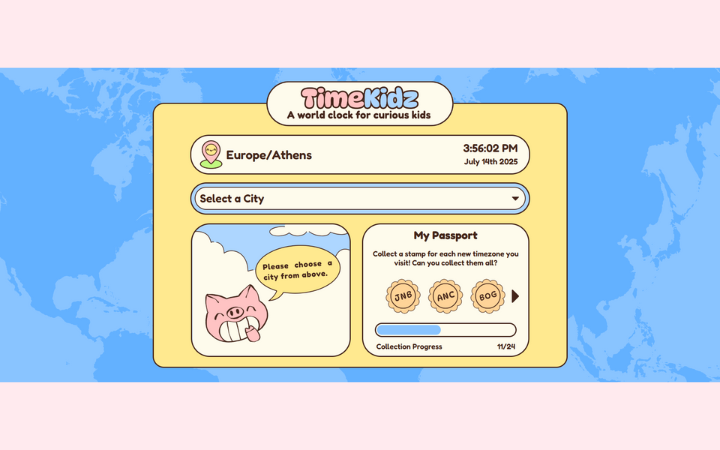 TimeKidz
A world clock for curious kids
Europe/Athens
3:56:02 PM
July 14th 2025
Select a City
Please choose a
city from above.
My Passport
Collect a stamp for each new timezone you
visit! Can you collect them all?
JNB
ANC
BOG
Collection Progress
11/24